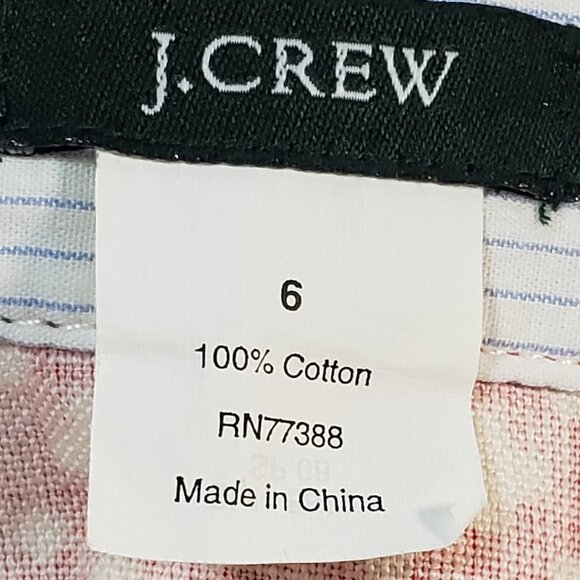 J.CREW
6
100% Cotton
RN77388
Made in China